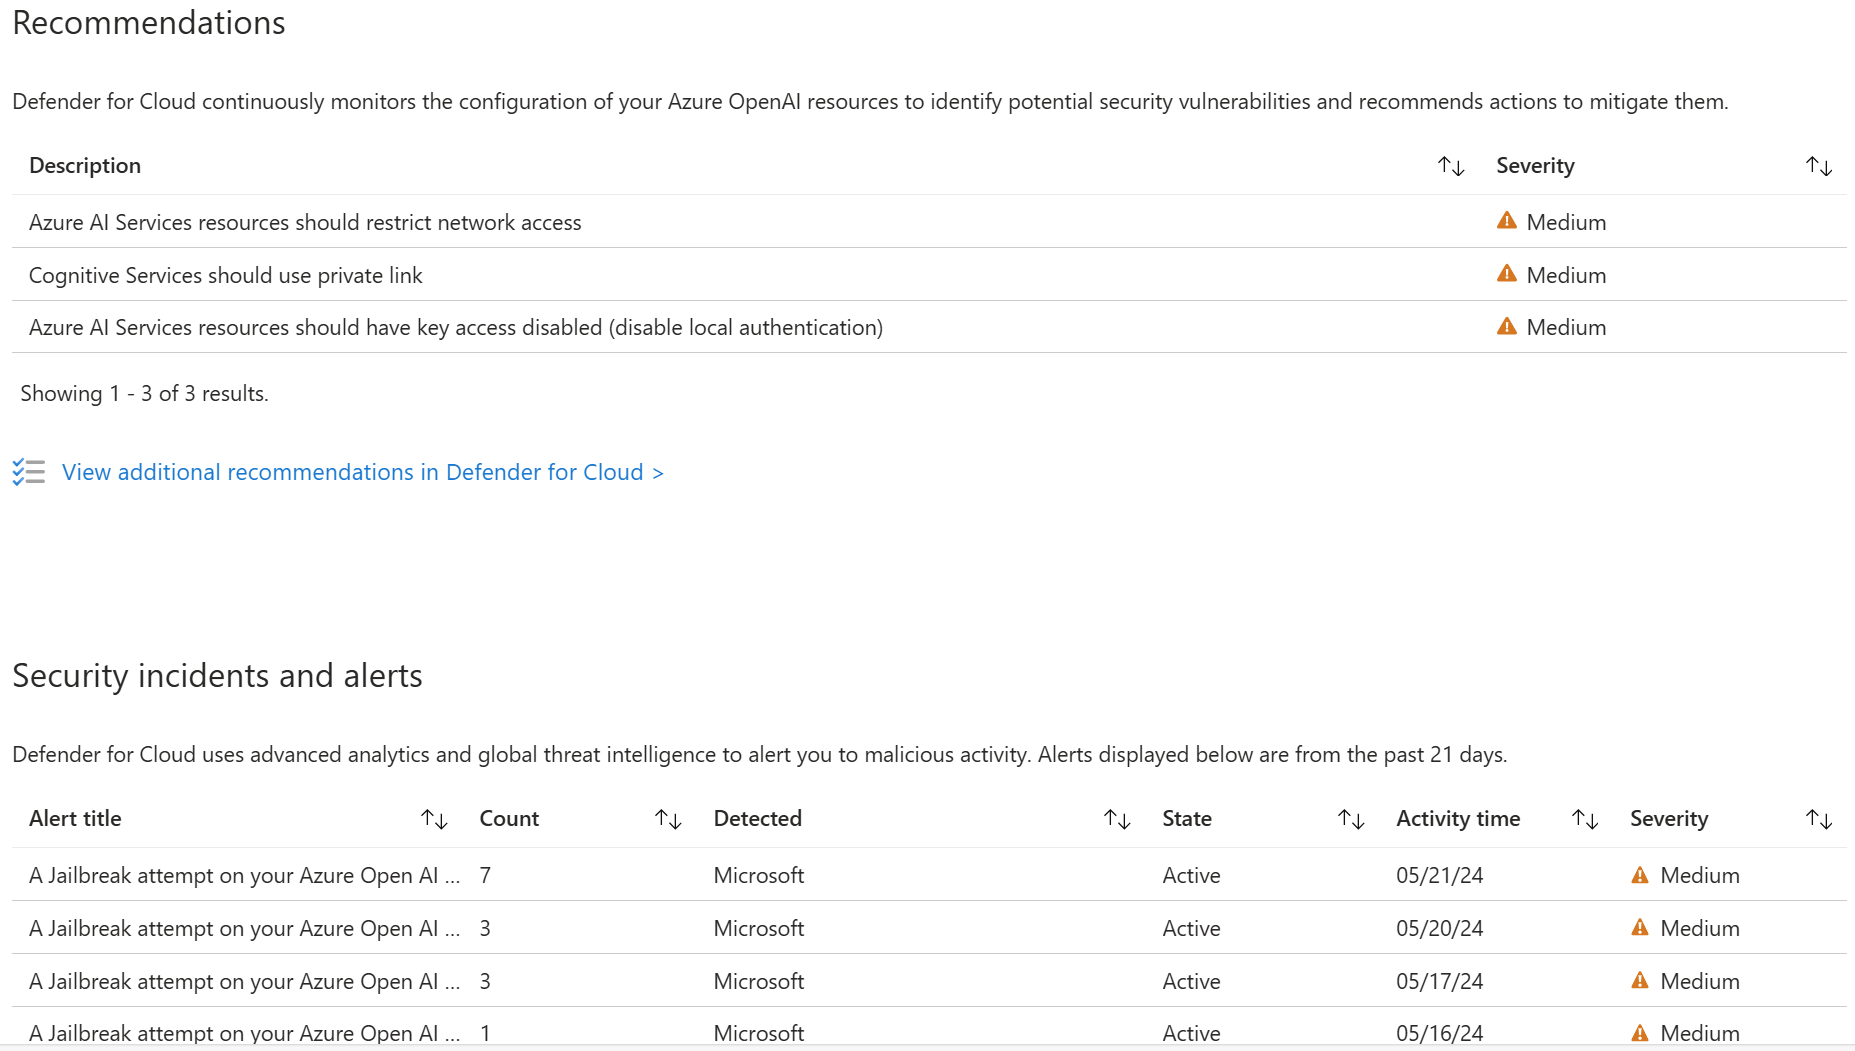 Recommendations
Defender for Cloud continuously monitors the configuration of your Azure OpenAI resources to identify potential security vulnerabilities and recommends actions to mitigate them.
Description ↑↓ Severity ↑↓
Azure AI Services resources should restrict network access Medium
Cognitive Services should use private link Medium
Azure AI Services resources should have key access disabled (disable local authentication) Medium
Showing 1 - 3 of 3 results.
View additional recommendations in Defender for Cloud >
Security incidents and alerts
Defender for Cloud uses advanced analytics and global threat intelligence to alert you to malicious activity. Alerts displayed below are from the past 21 days.
Alert title ↑↓ Count ↑↓ Detected ↑↓ State ↑↓ Activity time ↑↓ Severity ↑↓
A Jailbreak attempt on your Azure Open AI ... 7 Microsoft Active 05/21/24 Medium
A Jailbreak attempt on your Azure Open AI ... 3 Microsoft Active 05/20/24 Medium
A Jailbreak attempt on your Azure Open AI ... 3 Microsoft Active 05/17/24 Medium
A Jailbreak attempt on your Azure Open AI ... 1 Microsoft Active 05/16/24 Medium